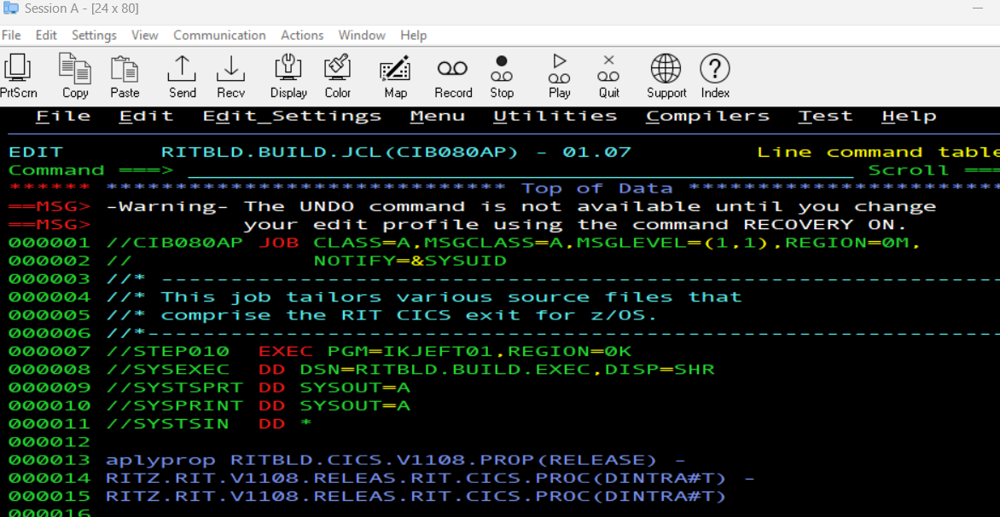 Session A - [24 x 80]
File Edit Settings View Communication Actions Window Help
PrtScrn Copy Paste Send Recv Display Color Map Record Stop Play Quit Support Index
File Edit Edit_Settings Menu Utilities Compilers Test Help
EDIT RITBLD.BUILD.JCL(CIB080AP) - 01.07 Line command table
Command ===> Scroll ===
****** ***************************** Top of Data ***********************
==MSG> -Warning- The UNDO command is not available until you change
==MSG> your edit profile using the command RECOVERY ON.
000001 //CIB080AP JOB CLASS=A,MSGCLASS=A,MSGLEVEL=(1,1),REGION=0M,
000002 // NOTIFY=&SYSUID
000003 //* -------------------------------------------------------------
000004 //* This job tailors various source files that
000005 //* comprise the RIT CICS exit for z/OS.
000006 //*--------------------------------------------------------------
000007 //STEP010 EXEC PGM=IKJEFT01,REGION=0K
000008 //SYSEXEC DD DSN=RITBLD.BUILD.EXEC,DISP=SHR
000009 //SYSTSPRT DD SYSOUT=A
000010 //SYSPRINT DD SYSOUT=A
000011 //SYSTSIN DD *
000012
000013 aplyprop RITBLD.CICS.V1108.PROP(RELEASE) -
000014 RITZ.RIT.V1108.RELEAS.RIT.CICS.PROC(DINTRA#T) -
000015 RITZ.RIT.V1108.RELEAS.RIT.CICS.PROC(DINTRA#T)
000016